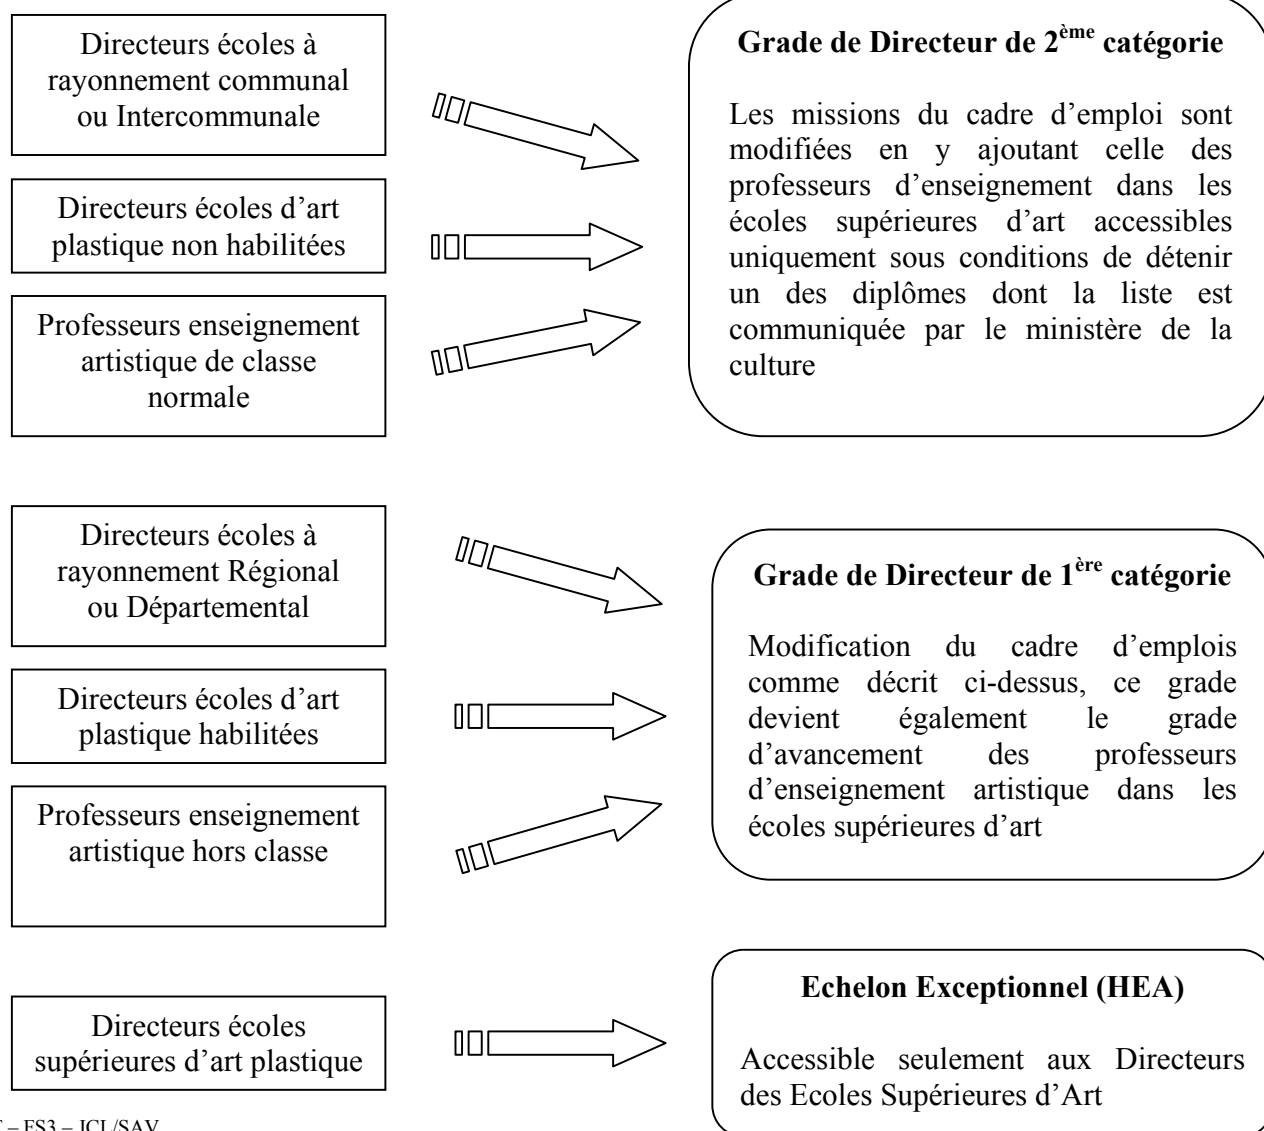 Directeurs écoles à
rayonnement communal
ou Intercommunale
Directeurs écoles d’art
plastique non habilitées
Professeurs enseignement
artistique de classe
normale
Grade de Directeur de 2ème catégorie
Les missions du cadre d’emploi sont
modifiées en y ajoutant celle des
professeurs d’enseignement dans les
écoles supérieures d’art accessibles
uniquement sous conditions de détenir
un des diplômes dont la liste est
communiquée par le ministère de la
culture
Directeurs écoles à
rayonnement Régional
ou Départemental
Directeurs écoles d’art
plastique habilitées
Professeurs enseignement
artistique hors classe
Grade de Directeur de 1ère catégorie
Modification du cadre d’emplois
comme décrit ci-dessus, ce grade
devient également le grade
d’avancement des professeurs
d’enseignement artistique dans les
écoles supérieures d’art
Directeurs écoles
supérieures d’art plastique
Echelon Exceptionnel (HEA)
Accessible seulement aux Directeurs
des Ecoles Supérieures d’Art
– FS3 – JCL/SAV